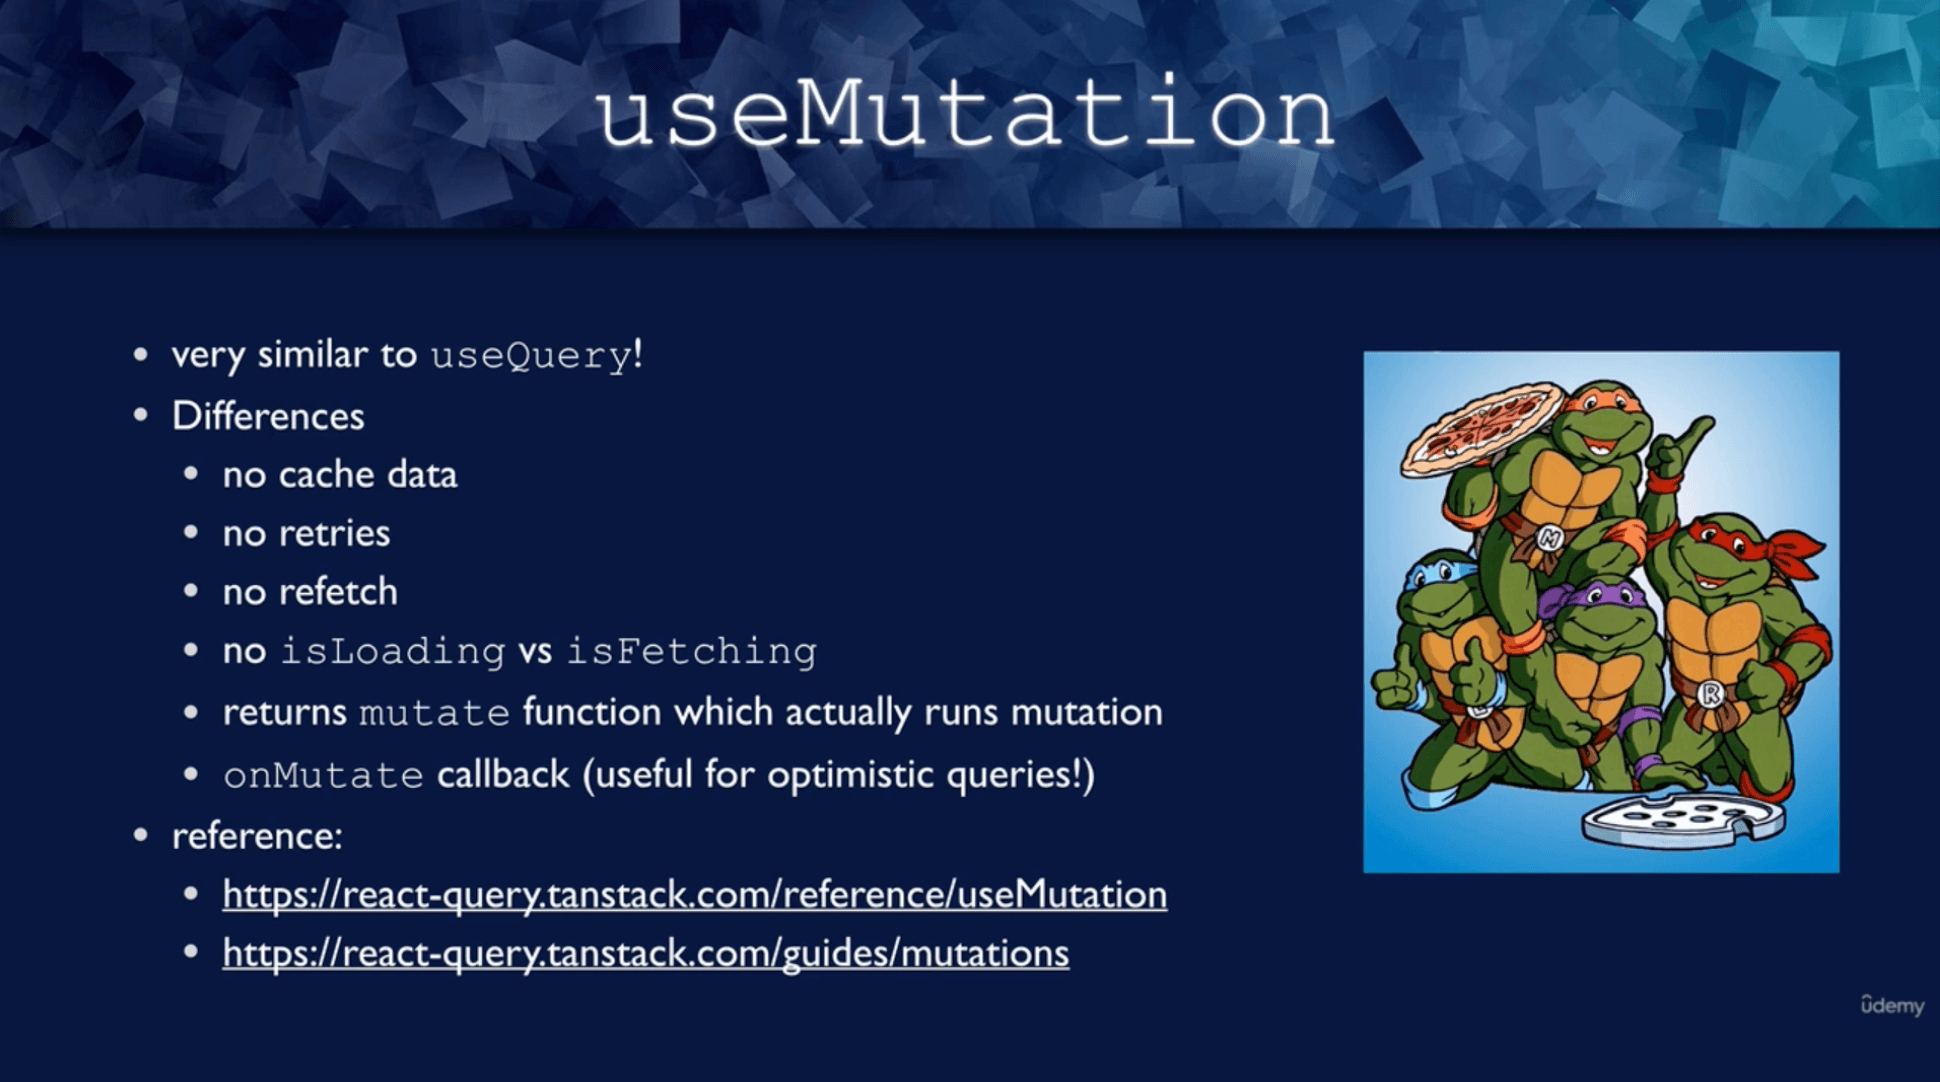 useMutation
very similar to useQuery!
Differences
no cache data
no retries
no refetch
no isLoading vs isFetching
returns mutate function which actually runs mutation
onMutate callback (useful for optimistic queries!)
reference:
https://react-query.tanstack.com/reference/useMutation
https://react-query.tanstack.com/guides/mutations
M
R
L
ûdemy